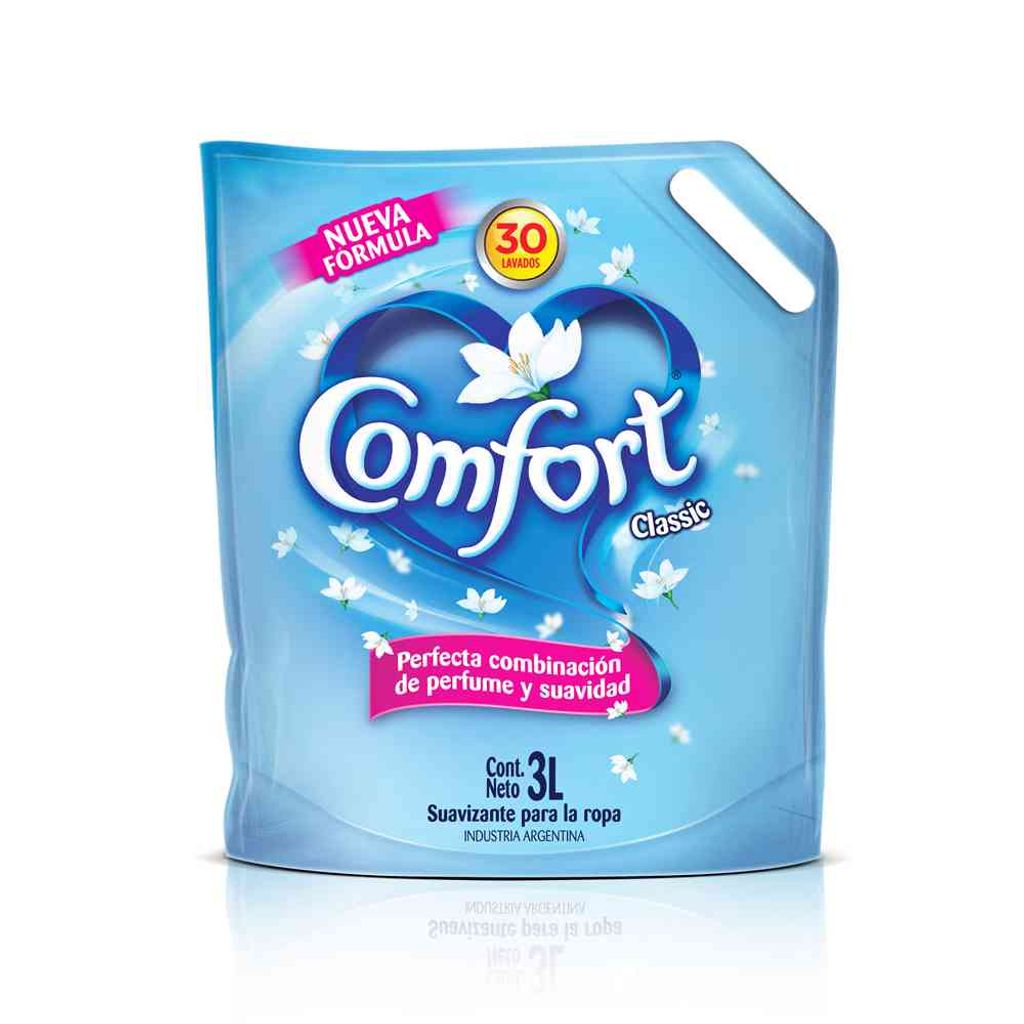 NUEVA
FÓRMULA
30
LAVADOS
Comfort®
Classic
Perfecta combinación
de perfume y suavidad
Cont.
Neto 3L
Suavizante para la ropa
INDUSTRIA ARGENTINA